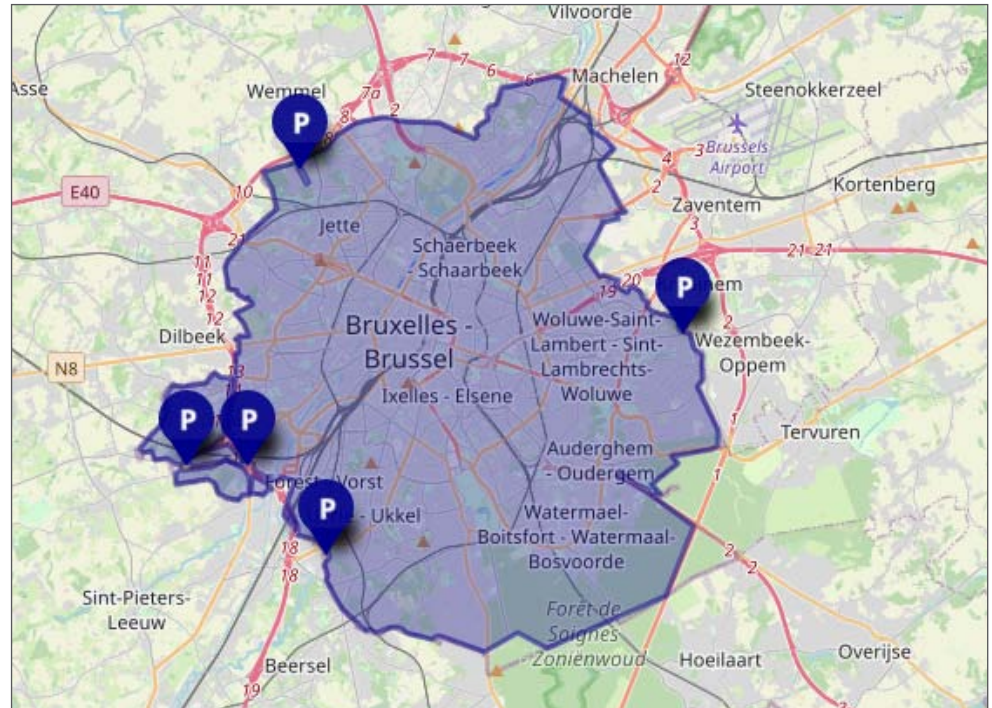 Vilvoorde
12
7
7
6
6
Machelen
Steenokkerzeel
Asse
Wemmel
7a
8
2
8
P
Brussels
Airport
4
3
2
Kortenberg
E40
10
Zaventem
3
Jette
21
Schaerbeek
- Schaarbeek
21 21
11
11
12
12
20
19
P
2
Dilbeek
Bruxelles -
Brussel
Woluwe-Saint-
Lambert - Sint-
Lambrechts-
Woluwe
Wezembeek-
Oppem
N8
13
Ixelles - Elsene
P
P
1
Tervuren
Auderghem
- Oudergem
1
Forest - Vorst
P
- Ukkel
Watermael-
Boitsfort - Watermaal-
Bosvoorde
18
18
2
2
Sint-Pieters-
Leeuw
Forêt de
Soignes
- Zoniënwoud
Beersel
Hoeilaart
Overijse
19
3